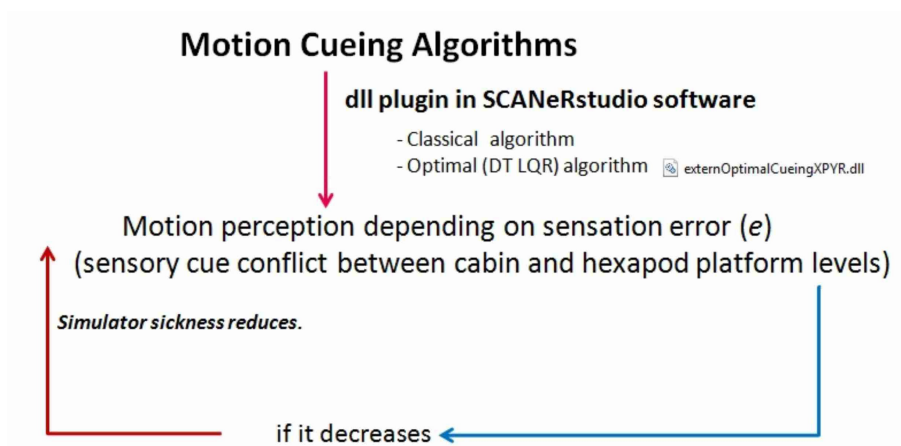 Motion Cueing Algorithms
dll plugin in SCANeRstudio software
- Classical algorithm
- Optimal (DT LQR) algorithm externOptimalCueingXPYR.dll
Motion perception depending on sensation error (e)
(sensory cue conflict between cabin and hexapod platform levels)
Simulator sickness reduces.
if it decreases